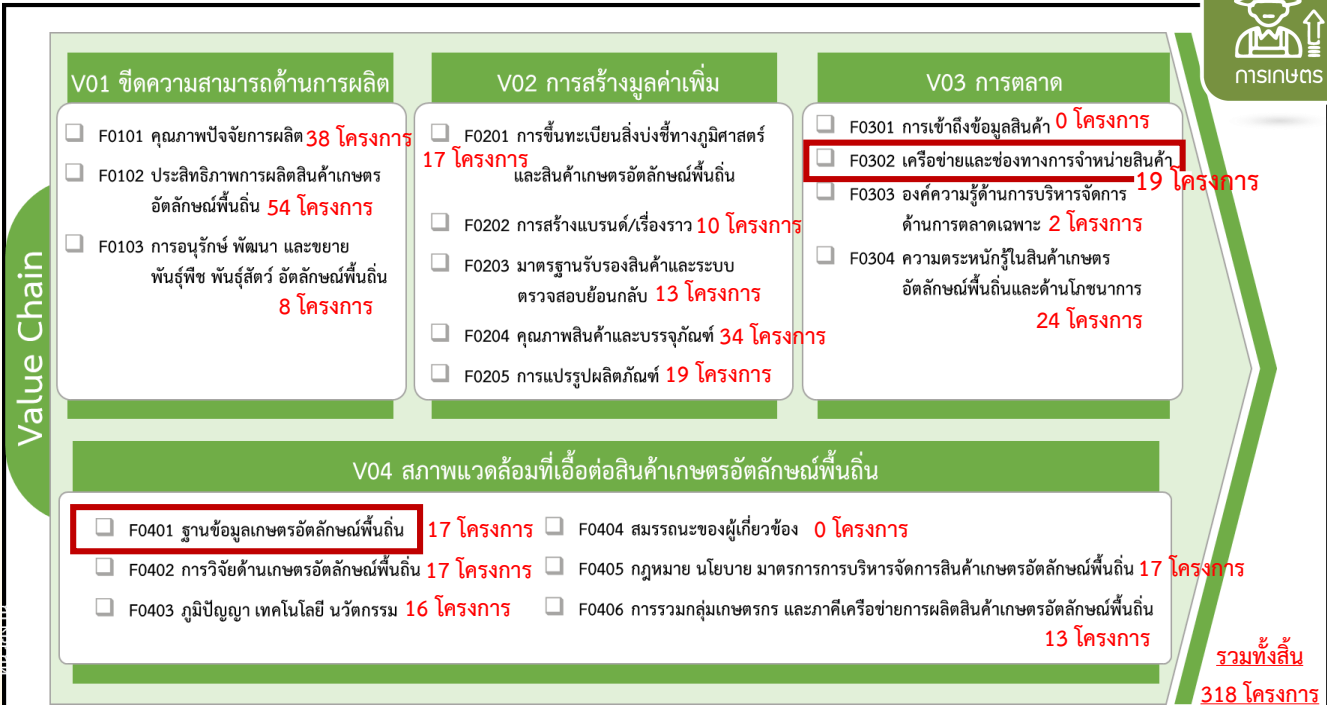 การเกษตร
Value Chain
V01 ขีดความสามารถด้านการผลิต
F0101 คุณภาพปัจจัยการผลิต 38 โครงการ
F0102 ประสิทธิภาพการผลิตสินค้าเกษตร
อัตลักษณ์พื้นถิ่น 54 โครงการ
F0103 การอนุรักษ์ พัฒนา และขยาย
พันธุ์พืช พันธุ์สัตว์ อัตลักษณ์พื้นถิ่น
8 โครงการ
V02 การสร้างมูลค่าเพิ่ม
F0201 การขึ้นทะเบียนสิ่งบ่งชี้ทางภูมิศาสตร์
17 โครงการ
และสินค้าเกษตรอัตลักษณ์พื้นถิ่น
F0202 การสร้างแบรนด์/เรื่องราว 10 โครงการ
F0203 มาตรฐานรับรองสินค้าและระบบ
ตรวจสอบย้อนกลับ 13 โครงการ
F0204 คุณภาพสินค้าและบรรจุภัณฑ์ 34 โครงการ
F0205 การแปรรูปผลิตภัณฑ์ 19 โครงการ
V03 การตลาด
F0301 การเข้าถึงข้อมูลสินค้า 0 โครงการ
F0302 เครือข่ายและช่องทางการจำหน่ายสินค้า
19 โครงการ
F0303 องค์ความรู้ด้านการบริหารจัดการ
ด้านการตลาดเฉพาะ 2 โครงการ
F0304 ความตระหนักรู้ในสินค้าเกษตร
อัตลักษณ์พื้นถิ่นและด้านโภชนาการ
24 โครงการ
V04 สภาพแวดล้อมที่เอื้อต่อสินค้าเกษตรอัตลักษณ์พื้นถิ่น
F0401 ฐานข้อมูลเกษตรอัตลักษณ์พื้นถิ่น 17 โครงการ
F0402 การวิจัยด้านเกษตรอัตลักษณ์พื้นถิ่น 17 โครงการ
F0403 ภูมิปัญญา เทคโนโลยี นวัตกรรม 16 โครงการ
F0404 สมรรถนะของผู้เกี่ยวข้อง 0 โครงการ
F0405 กฎหมาย นโยบาย มาตรการการบริหารจัดการสินค้าเกษตรอัตลักษณ์พื้นถิ่น 17 โครงการ
F0406 การรวมกลุ่มเกษตรกร และภาคีเครือข่ายการผลิตสินค้าเกษตรอัตลักษณ์พื้นถิ่น
13 โครงการ
รวมทั้งสิ้น
318 โครงการ